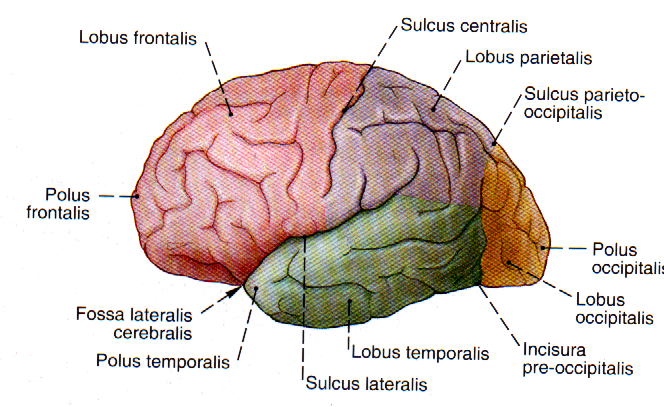 Sulcus centralis
Lobus frontalis
Lobus parietalis
Sulcus parieto-
occipitalis
Polus
frontalis
Polus
occipitalis
Lobus
occipitalis
Fossa lateralis
cerebralis
Polus temporalis
Lobus temporalis
Incisura
pre-occipitalis
Sulcus lateralis